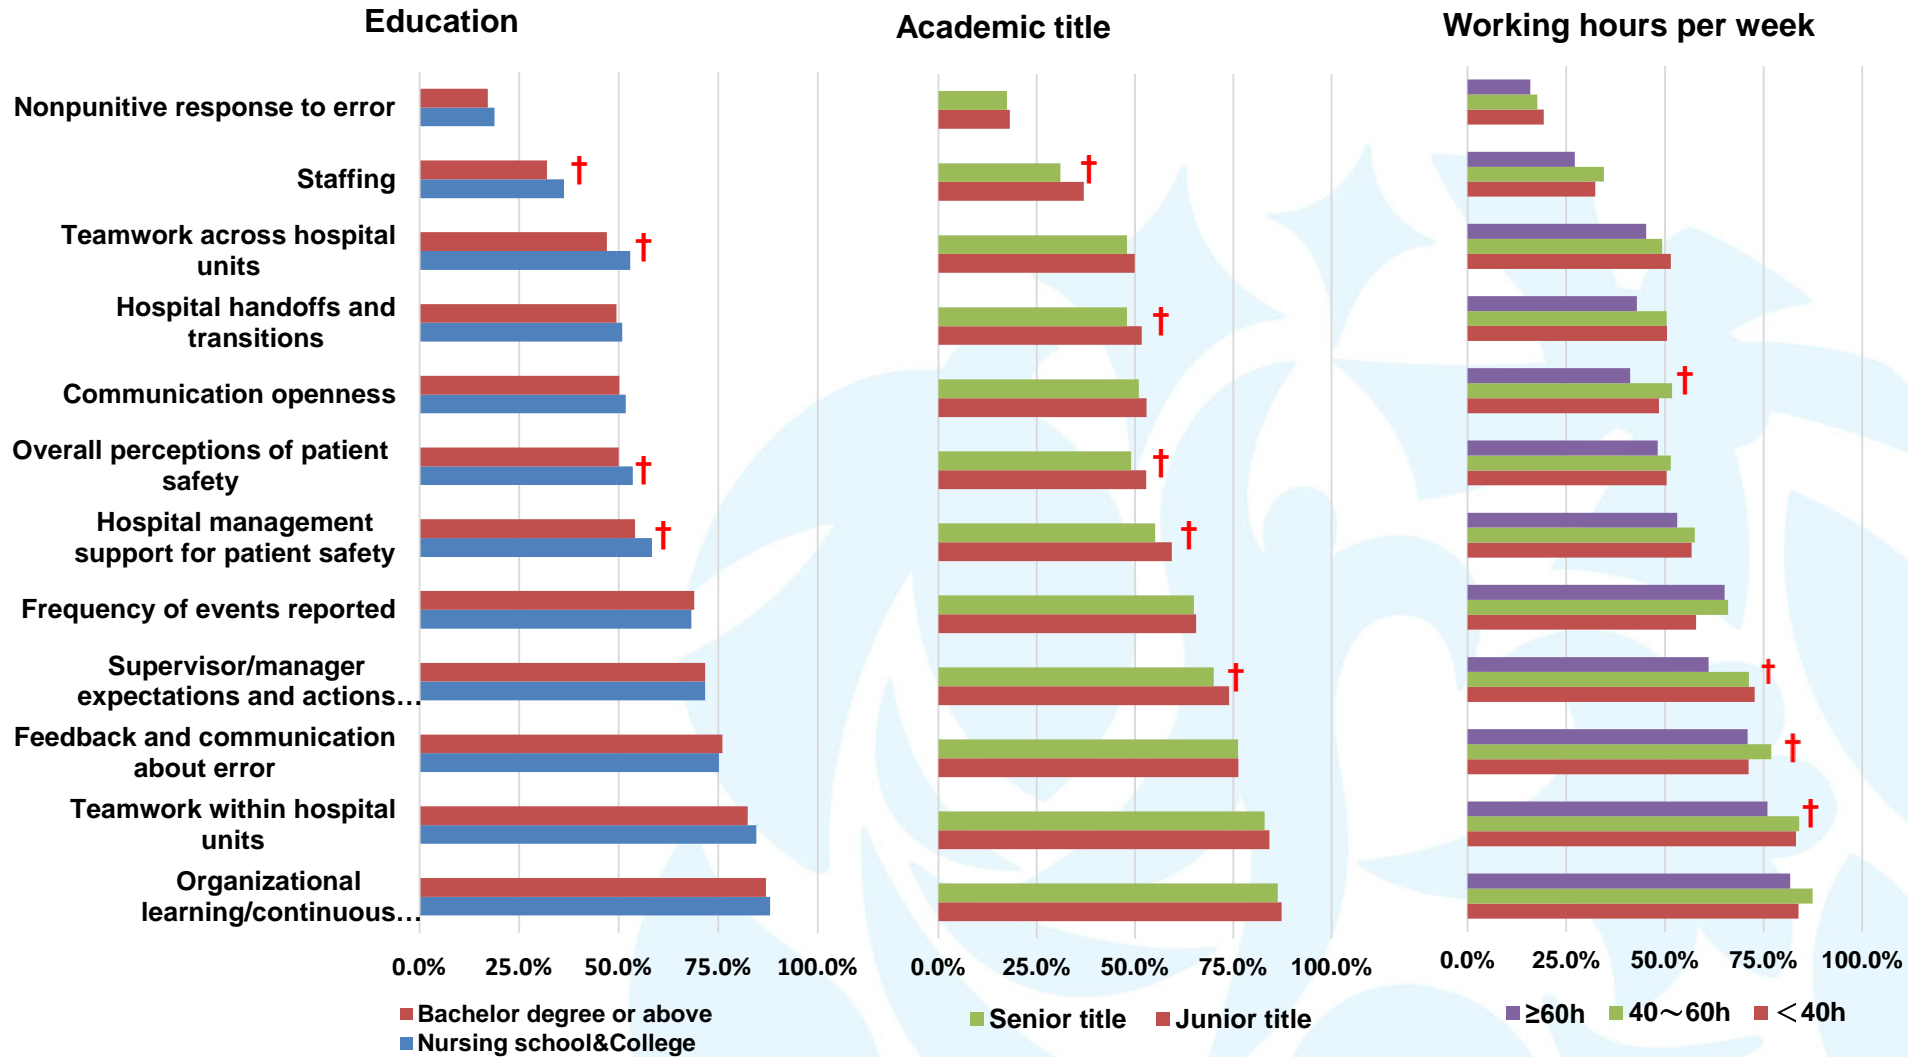 Education
Academic title
Working hours per week
Nonpunitive response to error
Staffing
†
†
Teamwork across hospital
units
†
Hospital handoffs and
transitions
†
Communication openness
†
Overall perceptions of patient
safety
†
†
Hospital management
support for patient safety
†
†
Frequency of events reported
Supervisor/manager
expectations and actions…
†
†
Feedback and communication
about error
†
Teamwork within hospital
units
†
Organizational
learning/continuous…
0.0% 25.0% 50.0% 75.0% 100.0%
0.0% 25.0% 50.0% 75.0% 100.0%
0.0% 25.0% 50.0% 75.0% 100.0%
Bachelor degree or above
Nursing school&College
Senior title Junior title
≥60h 40～60h ＜40h